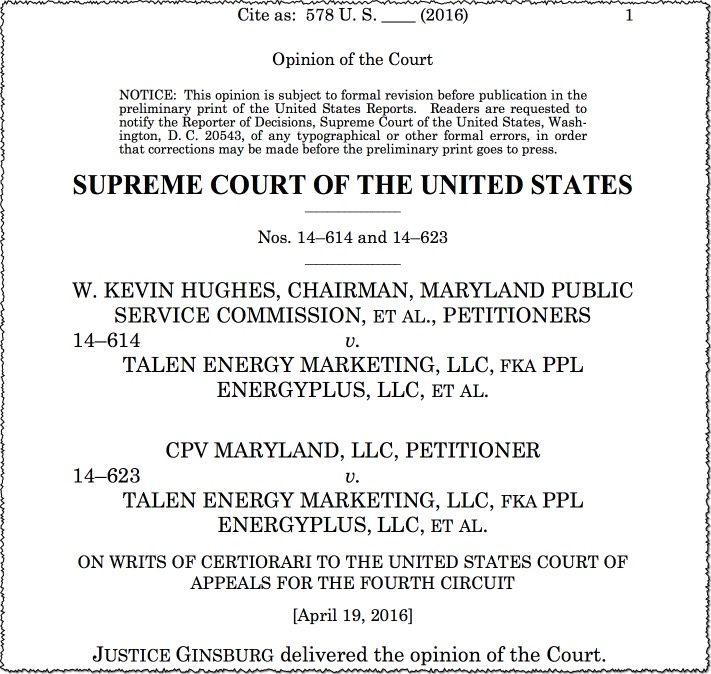 Cite as: 578 U. S. ____ (2016) 1
Opinion of the Court
NOTICE: This opinion is subject to formal revision before publication in the
preliminary print of the United States Reports. Readers are requested to
notify the Reporter of Decisions, Supreme Court of the United States, Wash-
ington, D. C. 20543, of any typographical or other formal errors, in order
that corrections may be made before the preliminary print goes to press.
SUPREME COURT OF THE UNITED STATES
Nos. 14–614 and 14–623
W. KEVIN HUGHES, CHAIRMAN, MARYLAND PUBLIC
SERVICE COMMISSION, ET AL., PETITIONERS
14–614 v.
TALEN ENERGY MARKETING, LLC, FKA PPL
ENERGYPLUS, LLC, ET AL.
CPV MARYLAND, LLC, PETITIONER
14–623 v.
TALEN ENERGY MARKETING, LLC, FKA PPL
ENERGYPLUS, LLC, ET AL.
ON WRITS OF CERTIORARI TO THE UNITED STATES COURT OF
APPEALS FOR THE FOURTH CIRCUIT
[April 19, 2016]
JUSTICE GINSBURG delivered the opinion of the Court.